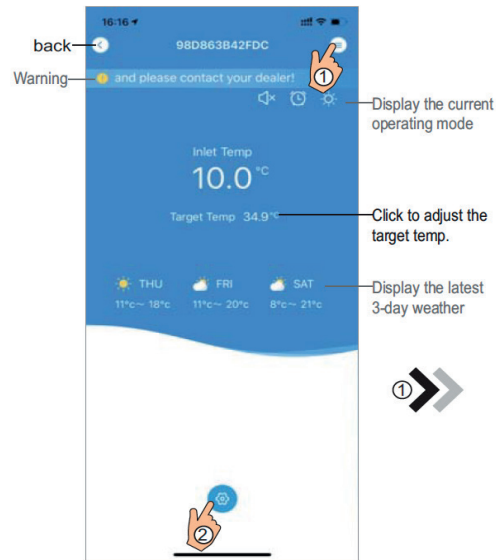 16:16
back
98D863B42FDC
Warning
and please contact your dealer!
①
Display the current
operating mode
Inlet Temp
10.0 °C
Target Temp 34.9°C
Click to adjust the
target temp.
THU FRI SAT
11°c~ 18°c 11°c~ 20°c 8°c~ 21°c
Display the latest
3-day weather
①
②